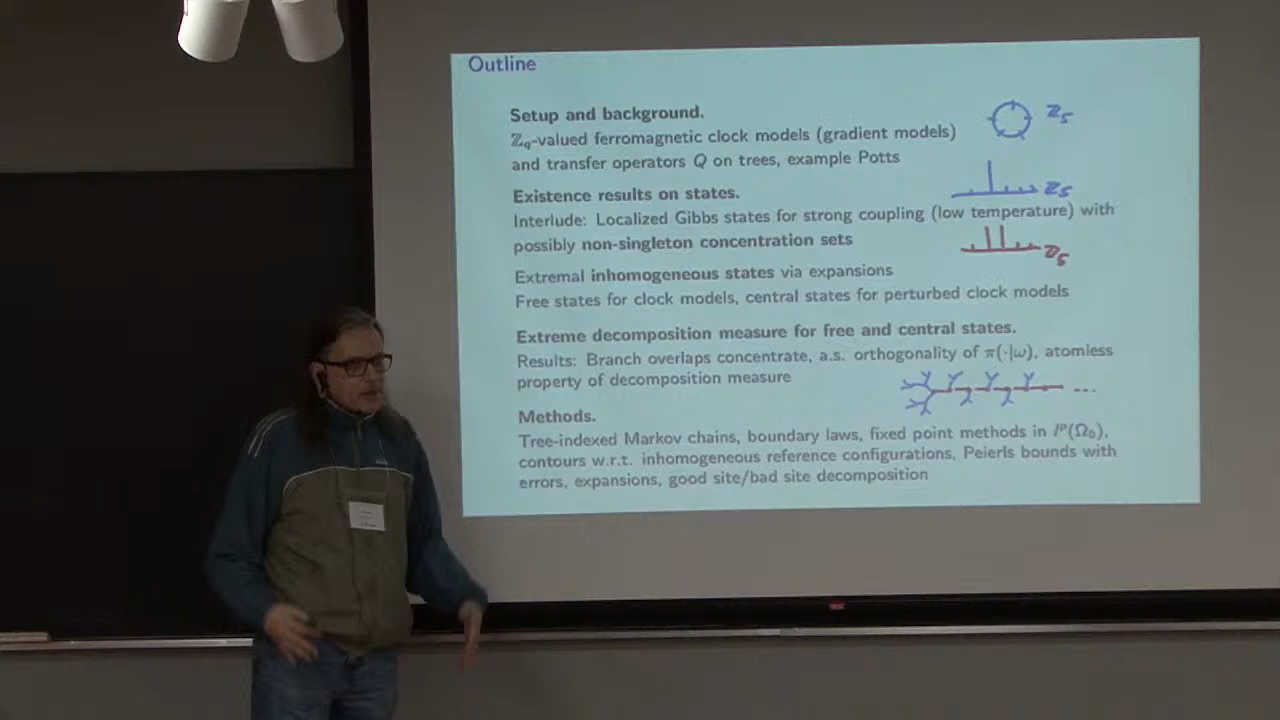 Outline
Setup and background.
ℤq-valued ferromagnetic clock models (gradient models)
and transfer operators Q on trees, example Potts
ℤ5
Existence results on states.
ℤ5
Interlude: Localized Gibbs states for strong coupling (low temperature) with
possibly non-singleton concentration sets
ℤ5
Extremal inhomogeneous states via expansions
Free states for clock models, central states for perturbed clock models
Extreme decomposition measure for free and central states.
Results: Branch overlaps concentrate, a.s. orthogonality of π(·|ω), atomless
property of decomposition measure
...
Methods.
Tree-indexed Markov chains, boundary laws, fixed point methods in lᵖ(Ω₀),
contours w.r.t. inhomogeneous reference configurations, Peierls bounds with
errors, expansions, good site/bad site decomposition